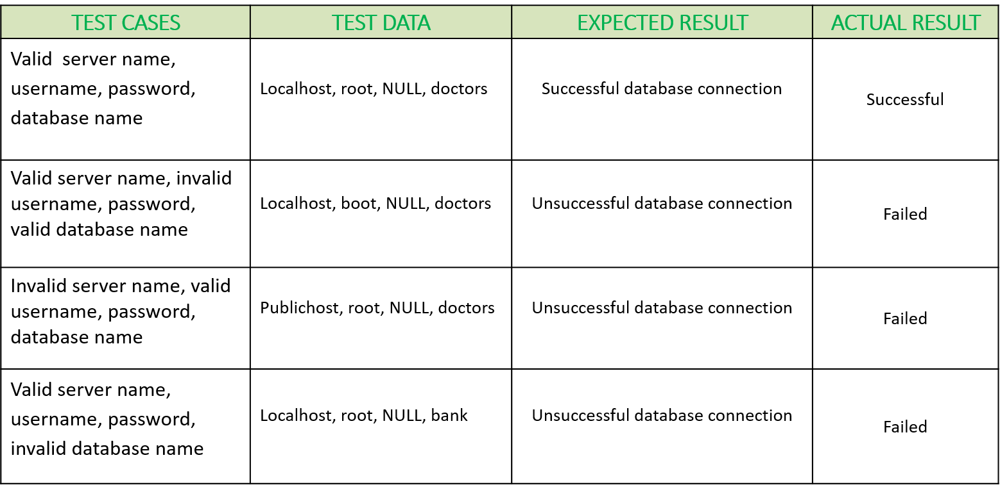 TEST CASES TEST DATA EXPECTED RESULT ACTUAL RESULT
Valid  server name,
username, password,
database name
Localhost, root, NULL, doctors
Successful database connection
Successful
Valid server name, invalid
username, password,
valid database name
Localhost, boot, NULL, doctors
Unsuccessful database connection
Failed
Invalid server name, valid
username, password,
database name
Publichost, root, NULL, doctors
Unsuccessful database connection
Failed
Valid server name,
username, password,
invalid database name
Localhost, root, NULL, bank
Unsuccessful database connection
Failed